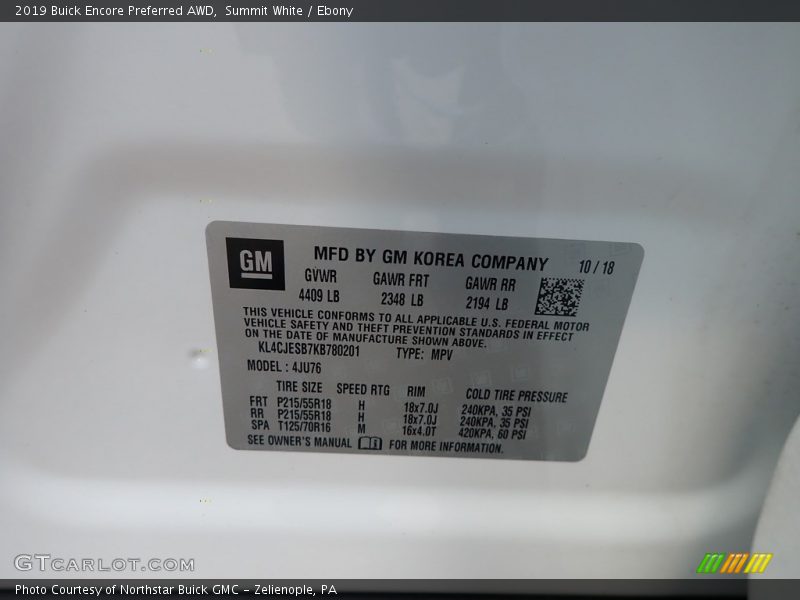 2019 Buick Encore Preferred AWD, Summit White / Ebony
GM
MFD BY GM KOREA COMPANY 10/18
GVWR GAWR FRT GAWR RR
4409 LB 2348 LB 2194 LB
THIS VEHICLE CONFORMS TO ALL APPLICABLE U.S. FEDERAL MOTOR
VEHICLE SAFETY AND THEFT PREVENTION STANDARDS IN EFFECT
ON THE DATE OF MANUFACTURE SHOWN ABOVE.
KL4CJESB7KB780201 TYPE: MPV
MODEL : 4JU76
TIRE SIZE SPEED RTG RIM COLD TIRE PRESSURE
FRT P215/55R18 H 18x7.0J 240KPA, 35 PSI
RR P215/55R18 H 18x7.0J 240KPA, 35 PSI
SPA T125/70R16 M 16x4.0T 420KPA, 60 PSI
SEE OWNER'S MANUAL FOR MORE INFORMATION.
GTCARLOT.COM
Photo Courtesy of Northstar Buick GMC - Zelienople, PA